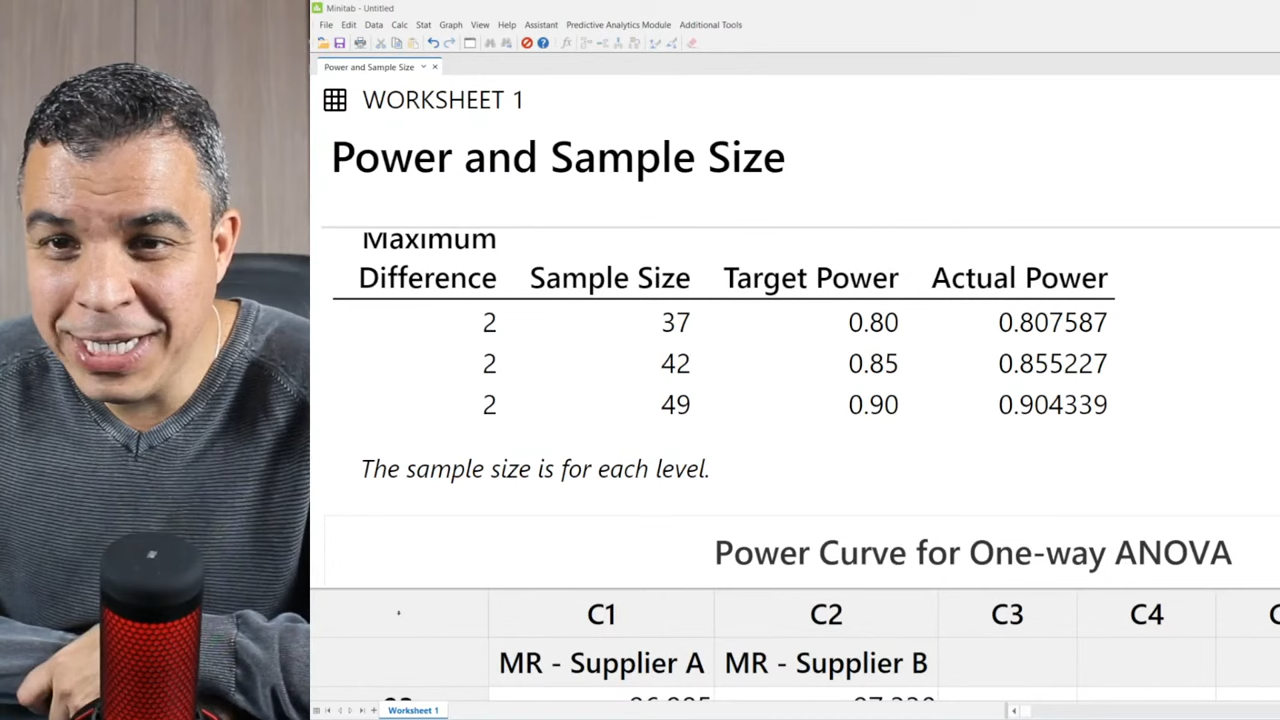 Minitab - Untitled
File Edit Data Calc Stat Graph View Help Assistant Predictive Analytics Module Additional Tools
Power and Sample Size
WORKSHEET 1
Power and Sample Size
Maximum
Difference Sample Size Target Power Actual Power
2 37 0.80 0.807587
2 42 0.85 0.855227
2 49 0.90 0.904339
The sample size is for each level.
Power Curve for One-way ANOVA
C1 C2 C3 C4
MR - Supplier A MR - Supplier B
Worksheet 1